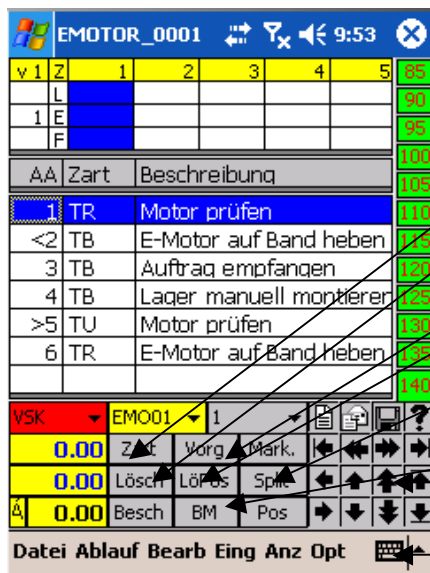 EMOTOR_0001 9:53
v 1 Z 1 2 3 4 5 85
L 90
1 E
F 95
100
AA Zart Beschreibung 105
1 TR Motor prüfen 110
<2 TB E-Motor auf Band heben 115
3 TB Auftrag empfangen 120
4 TB Lager manuell montieren 125
>5 TU Motor prüfen 130
6 TR E-Motor auf Band heben 135
140
VSK EMO01 1 ?
0.00 Zeit Vorg Mark.
0.00 Lösch LöPos Split
Á 0.00 Besch BM Pos
Datei Ablauf Bearb Eing Anz Opt